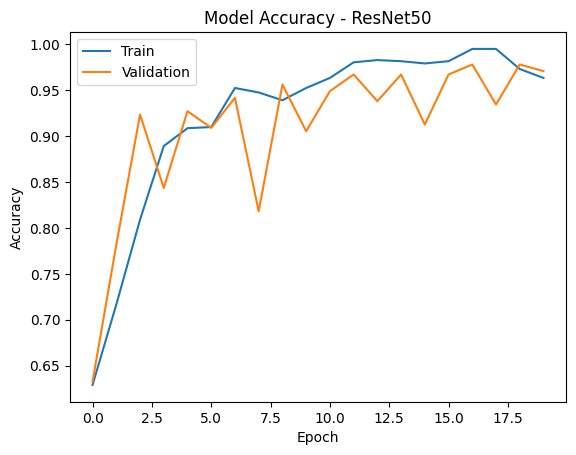 Model Accuracy - ResNet50
Train
Validation
1.00
0.95
0.90
0.85
0.80
0.75
0.70
0.65
Accuracy
0.0 2.5 5.0 7.5 10.0 12.5 15.0 17.5
Epoch